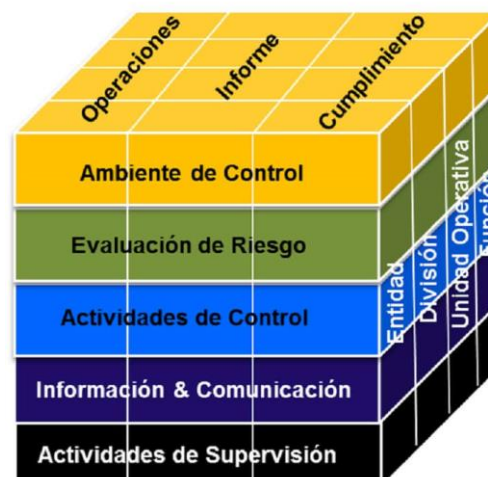 Operaciones
Informe
Cumplimiento
Ambiente de Control
Evaluación de Riesgo
Actividades de Control
Información & Comunicación
Actividades de Supervisión
Entidad
División
Unidad Operativa
Función